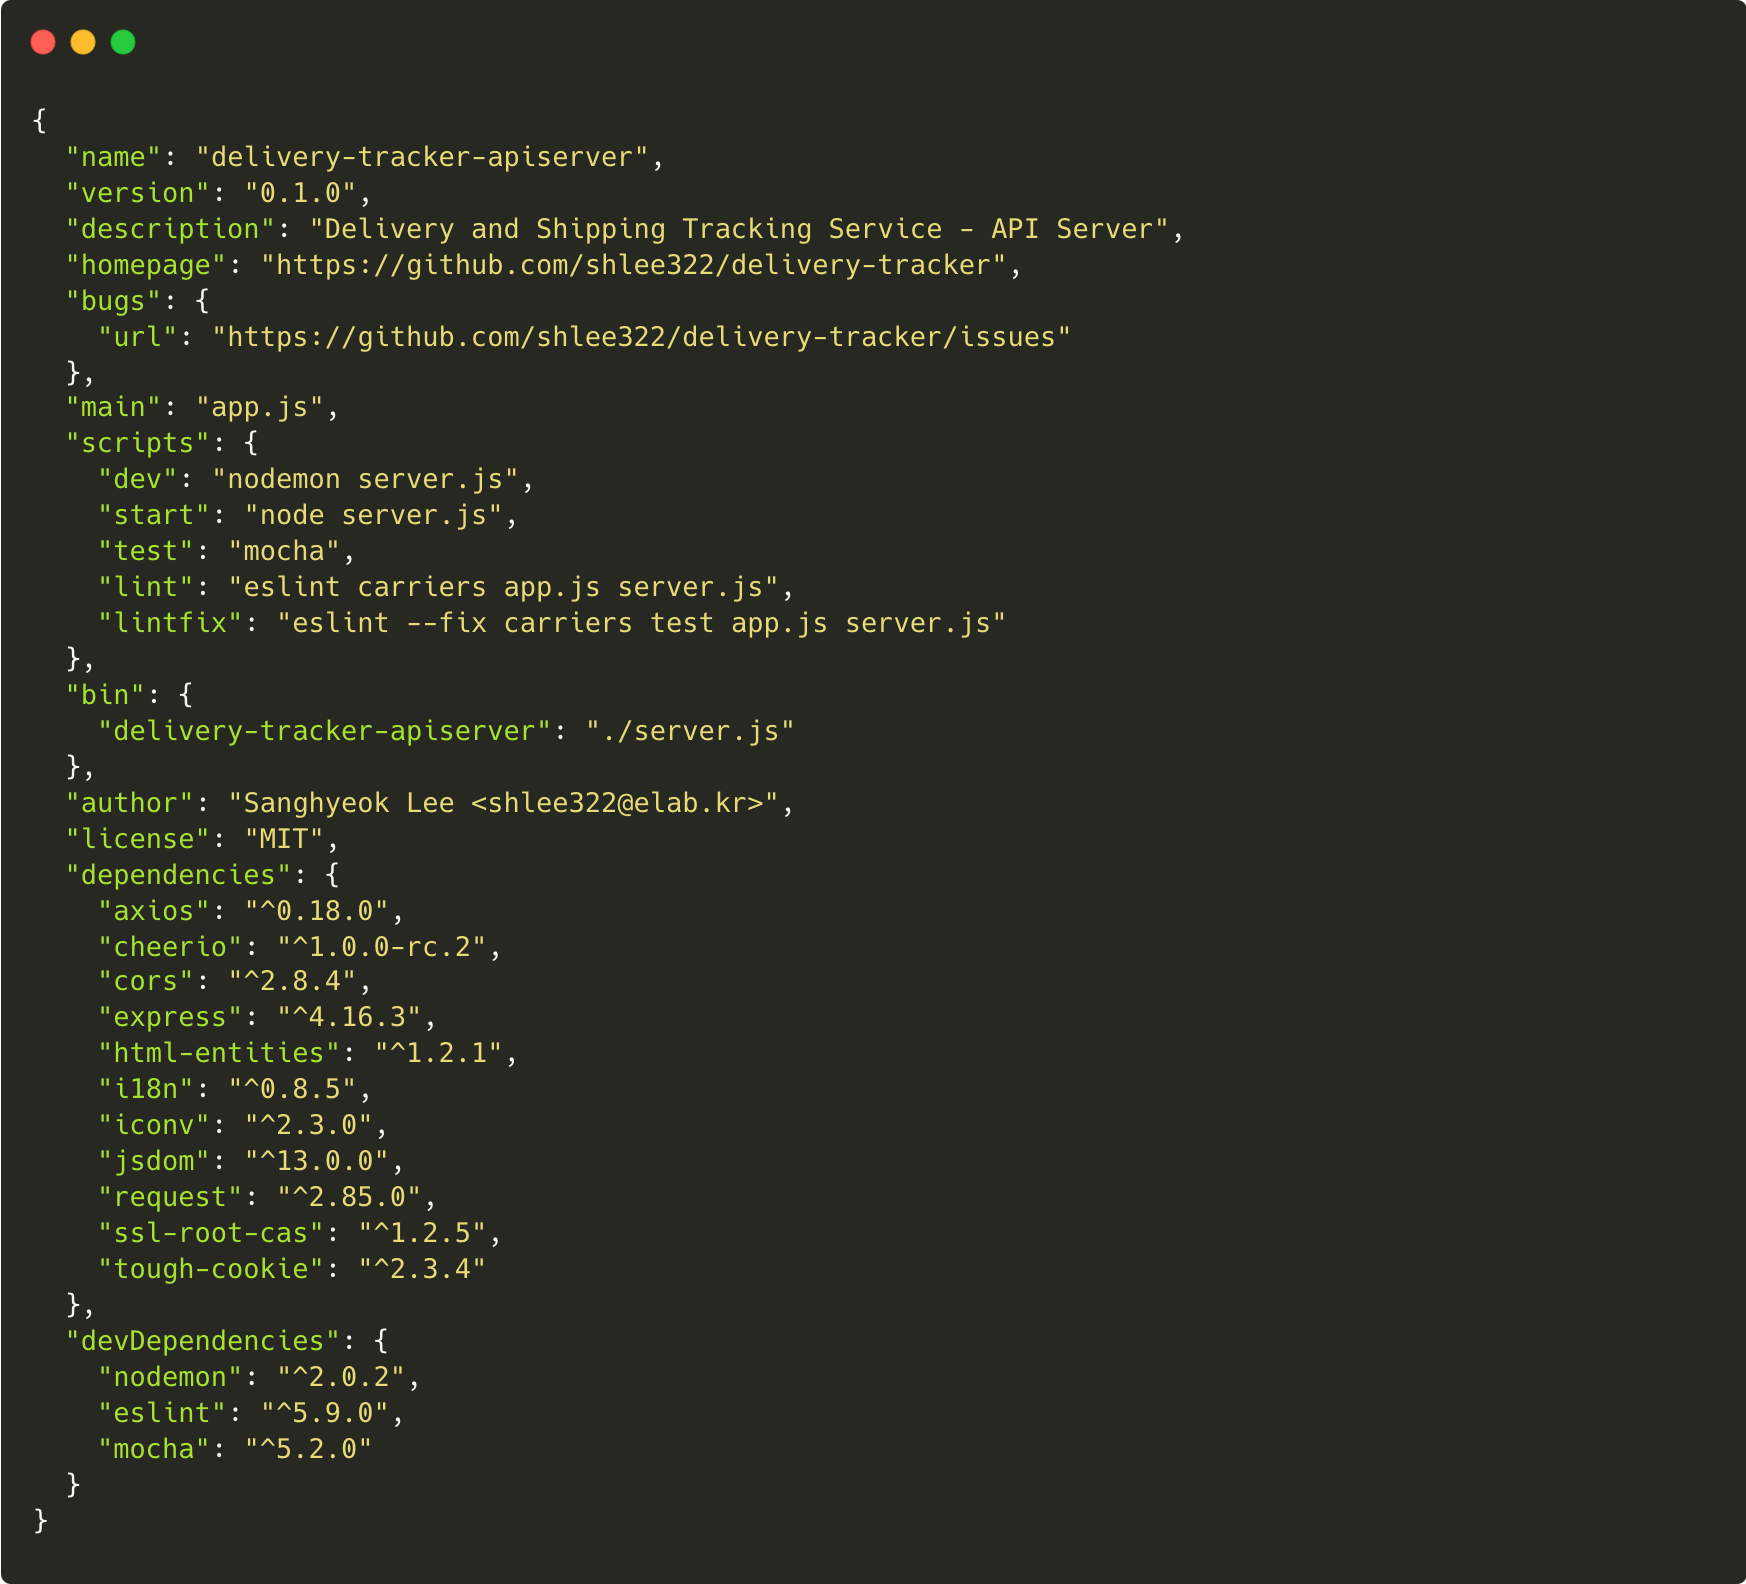 {
  "name": "delivery-tracker-apiserver",
  "version": "0.1.0",
  "description": "Delivery and Shipping Tracking Service - API Server",
  "homepage": "https://github.com/shlee322/delivery-tracker",
  "bugs": {
    "url": "https://github.com/shlee322/delivery-tracker/issues"
  },
  "main": "app.js",
  "scripts": {
    "dev": "nodemon server.js",
    "start": "node server.js",
    "test": "mocha",
    "lint": "eslint carriers app.js server.js",
    "lintfix": "eslint --fix carriers test app.js server.js"
  },
  "bin": {
    "delivery-tracker-apiserver": "./server.js"
  },
  "author": "Sanghyeok Lee <shlee322@elab.kr>",
  "license": "MIT",
  "dependencies": {
    "axios": "^0.18.0",
    "cheerio": "^1.0.0-rc.2",
    "cors": "^2.8.4",
    "express": "^4.16.3",
    "html-entities": "^1.2.1",
    "i18n": "^0.8.5",
    "iconv": "^2.3.0",
    "jsdom": "^13.0.0",
    "request": "^2.85.0",
    "ssl-root-cas": "^1.2.5",
    "tough-cookie": "^2.3.4"
  },
  "devDependencies": {
    "nodemon": "^2.0.2",
    "eslint": "^5.9.0",
    "mocha": "^5.2.0"
  }
}